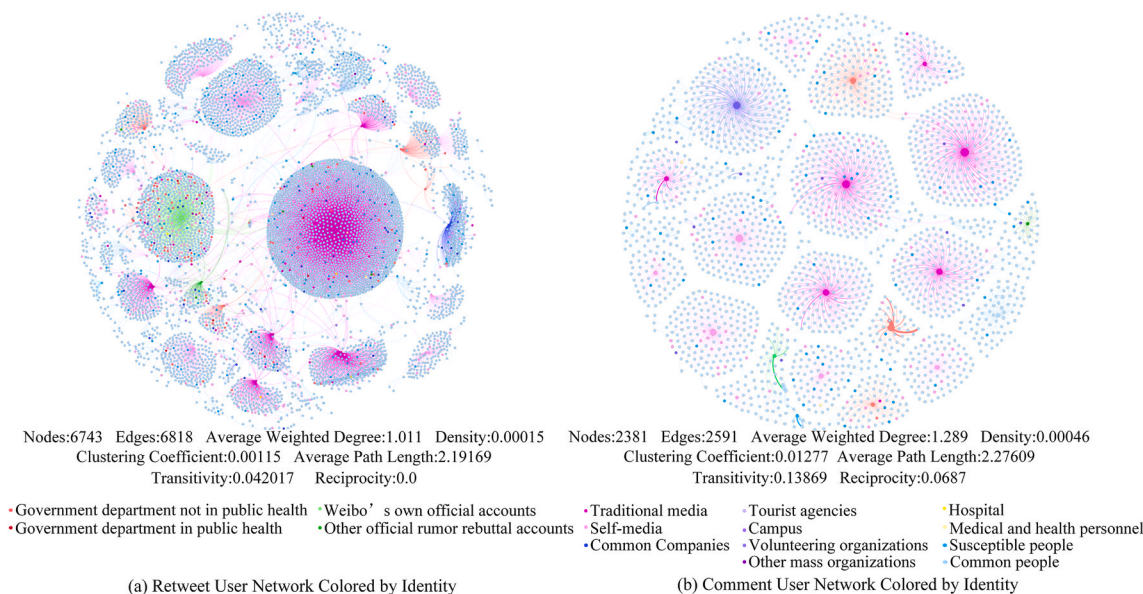 Nodes:6743 Edges:6818 Average Weighted Degree:1.011 Density:0.00015
Clustering Coefficient:0.00115 Average Path Length:2.19169
Transitivity:0.042017 Reciprocity:0.0
Nodes:2381 Edges:2591 Average Weighted Degree:1.289 Density:0.00046
Clustering Coefficient:0.01277 Average Path Length:2.27609
Transitivity:0.13869 Reciprocity:0.0687
Government department not in public health
Government department in public health
Weibo’s own official accounts
Other official rumor rebuttal accounts
Traditional media
Self-media
Common Companies
Tourist agencies
Campus
Volunteering organizations
Other mass organizations
Hospital
Medical and health personnel
Susceptible people
Common people
(a) Retweet User Network Colored by Identity
(b) Comment User Network Colored by Identity